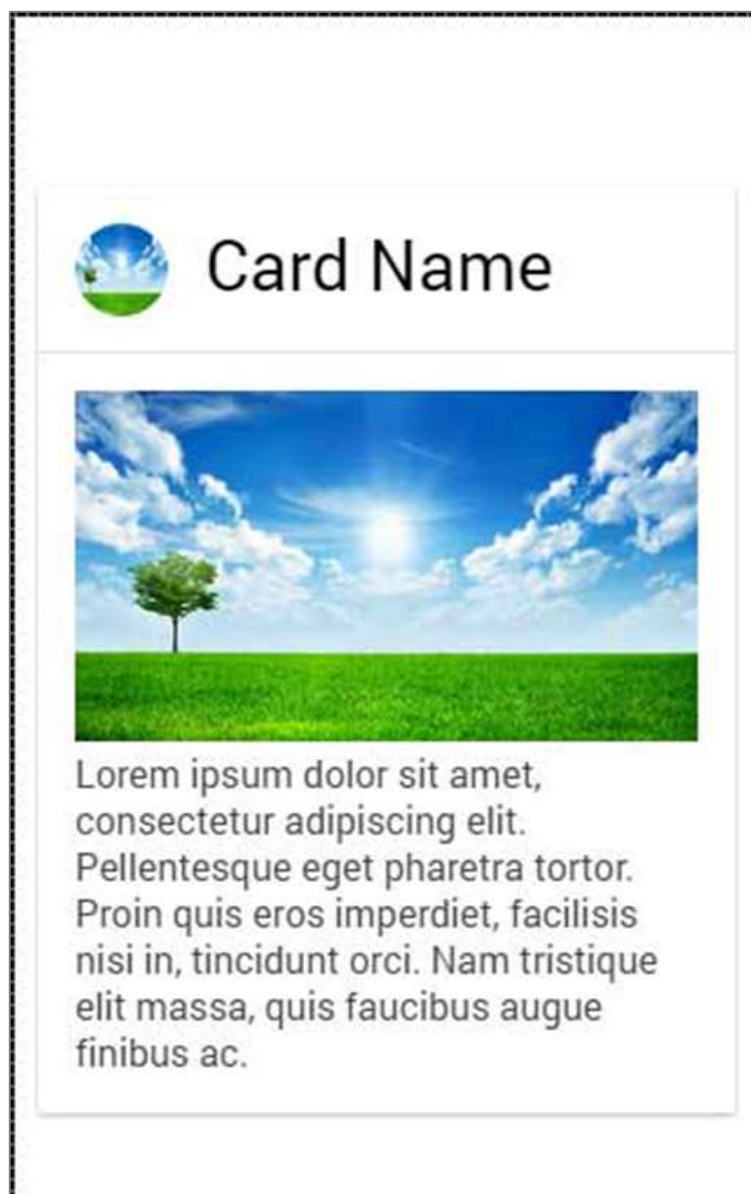 Card Name
Lorem ipsum dolor sit amet,
consectetur adipiscing elit.
Pellentesque eget pharetra tortor.
Proin quis eros imperdiet, facilisis
nisi in, tincidunt orci. Nam tristique
elit massa, quis faucibus augue
finibus ac.